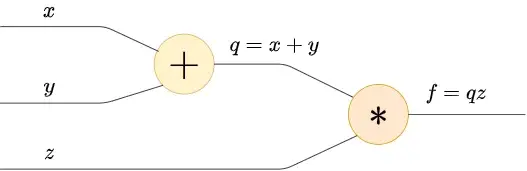 x
q = x + y
+
y
f = qz
*
z